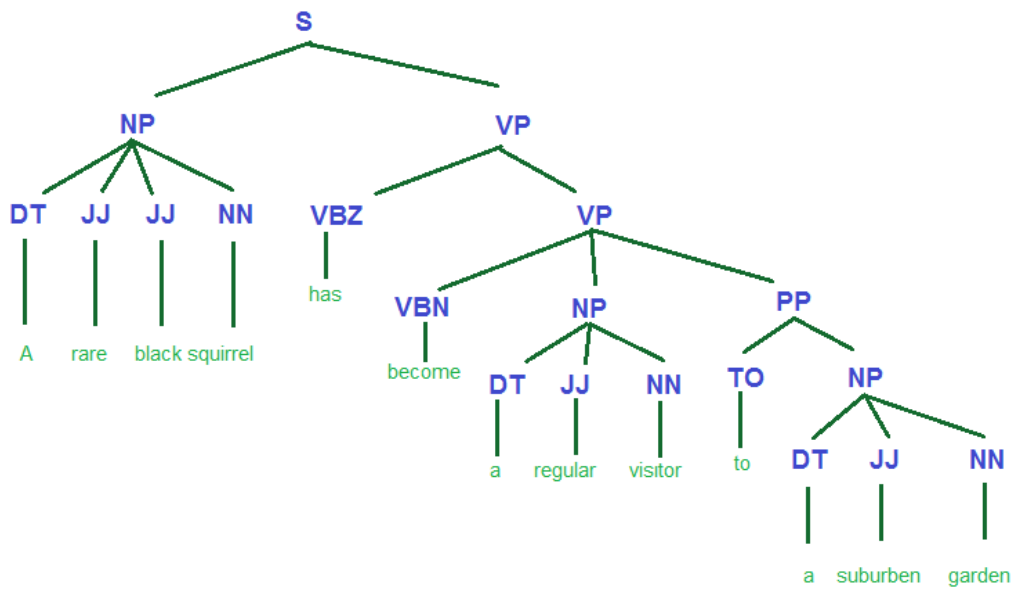 S
NP VP
DT JJ JJ NN VBZ VP
has
VBN NP PP
A rare black squirrel
become
DT JJ NN TO NP
a regular visitor to
DT JJ NN
a suburben garden